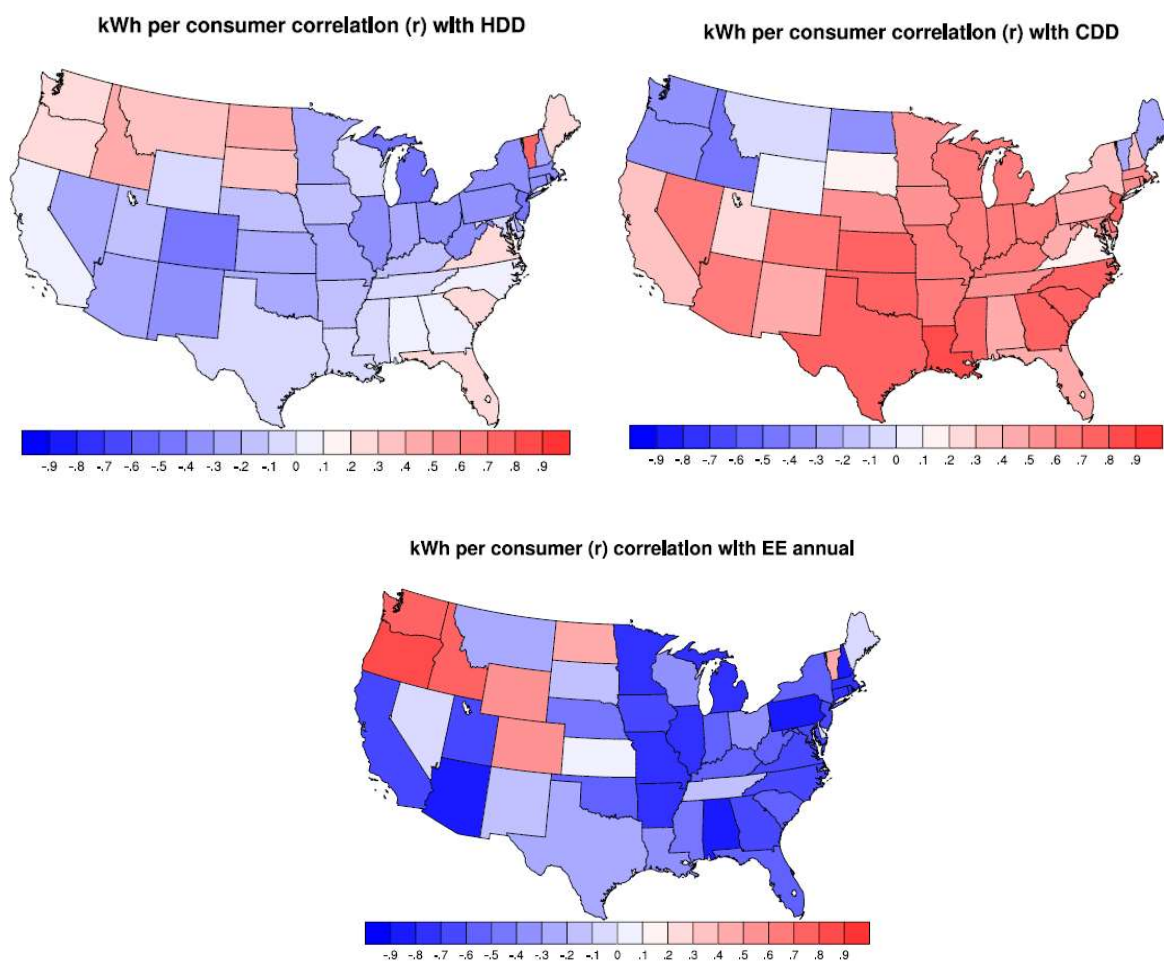 kWh per consumer correlation (r) with HDD
kWh per consumer correlation (r) with CDD
-.9 -.7 -.6 -.5 -.4 -.3 -.2 -.1 0 .1 .2 .3 .4 .5 .6 .7 .8 .9
-.9 -.7 -.6 -.5 -.4 -.3 -.2 -.1 0 .1 .2 .3 .4 .5 .6 .7 .8 .9
kWh per consumer (r) correlation with EE annual
-.9 -.7 -.6 -.5 -.4 -.3 -.2 -.1 0 .1 .2 .3 .4 .5 .6 .7 .8 .9